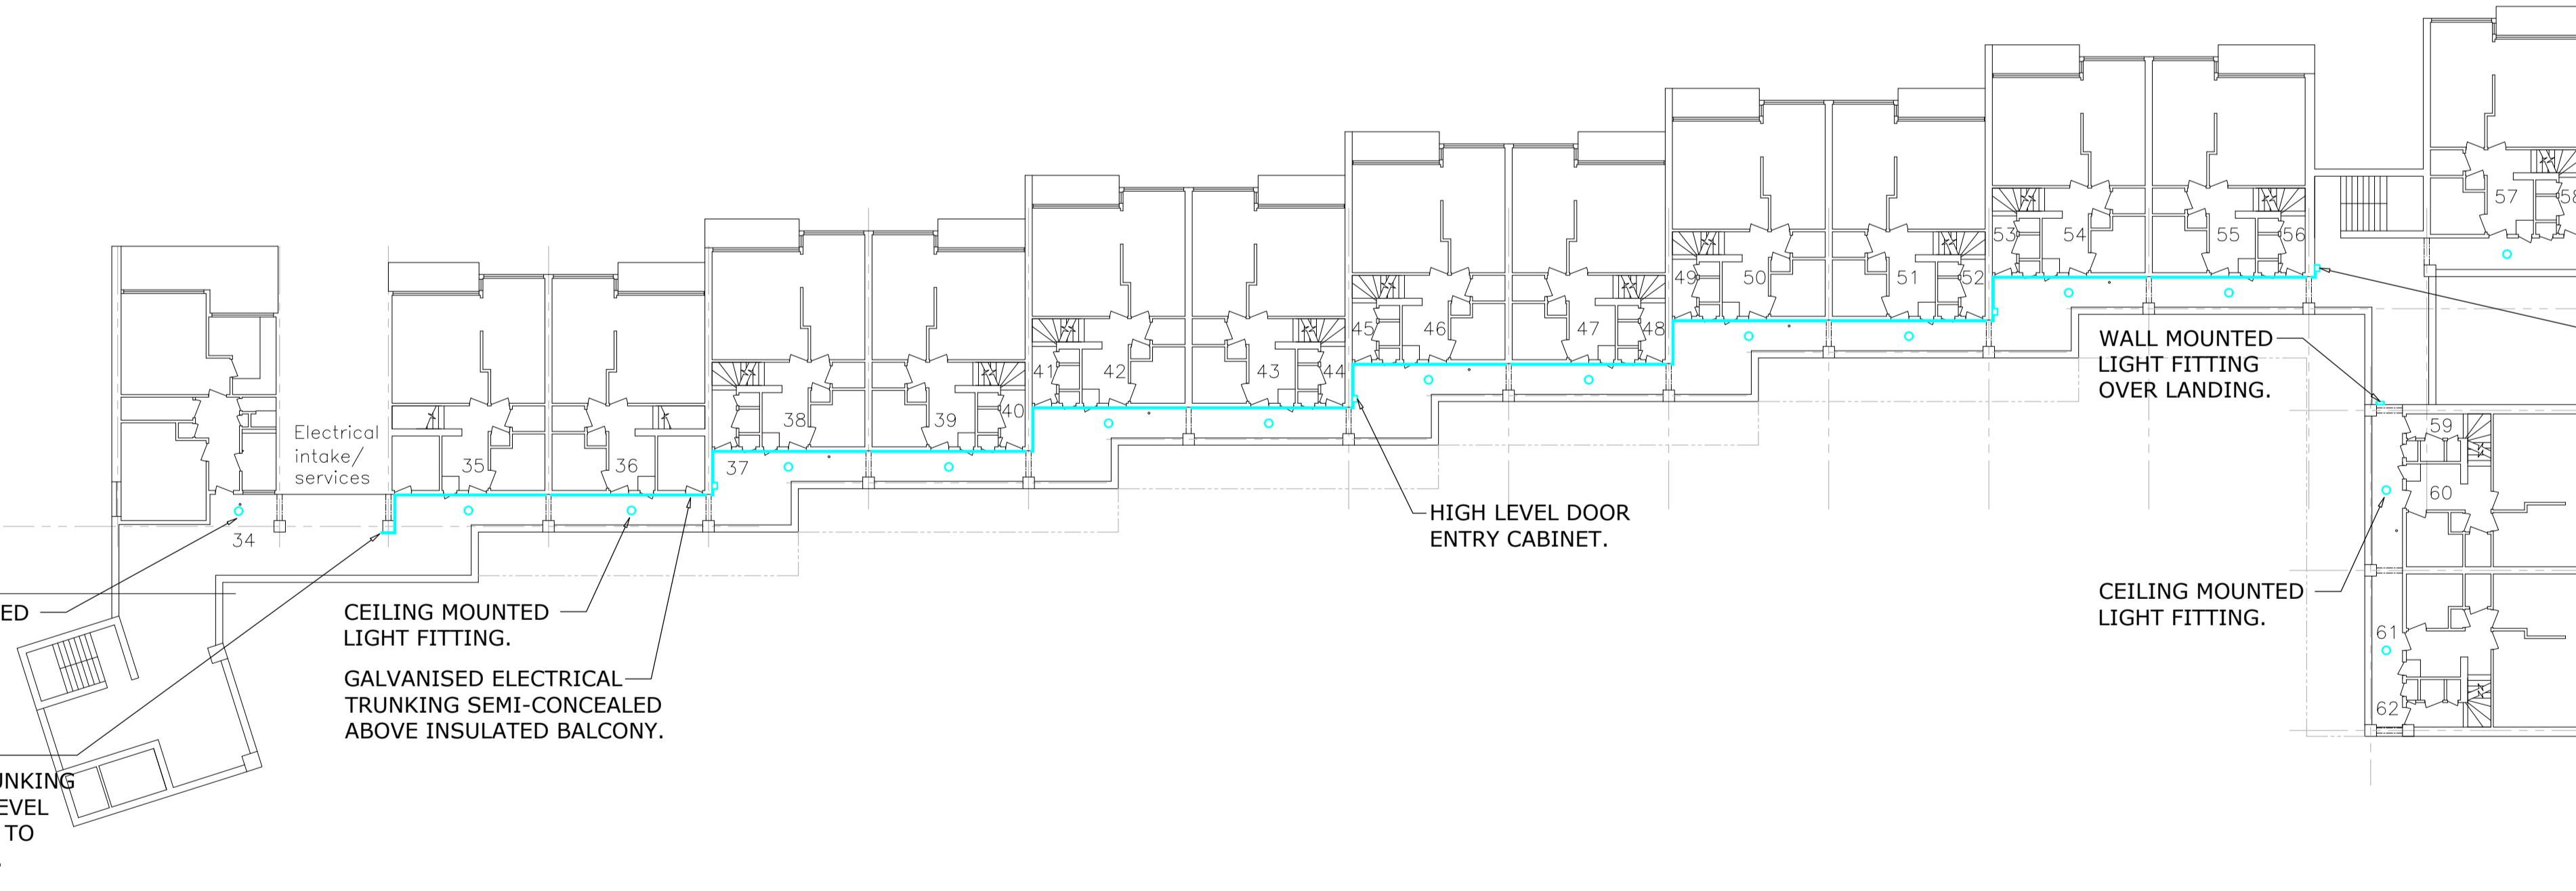 57
58
53
54
55
56
49
50
51
52
45
46
47
48
WALL MOUNTED
LIGHT FITTING
OVER LANDING.
41
42
43
44
38
39
40
59
Electrical
intake/
services
35
36
37
60
HIGH LEVEL DOOR
ENTRY CABINET.
34
CEILING MOUNTED
LIGHT FITTING.
ED
CEILING MOUNTED
LIGHT FITTING.
61
GALVANISED ELECTRICAL
TRUNKING SEMI-CONCEALED
ABOVE INSULATED BALCONY.
62
UNKING
EVEL
TO